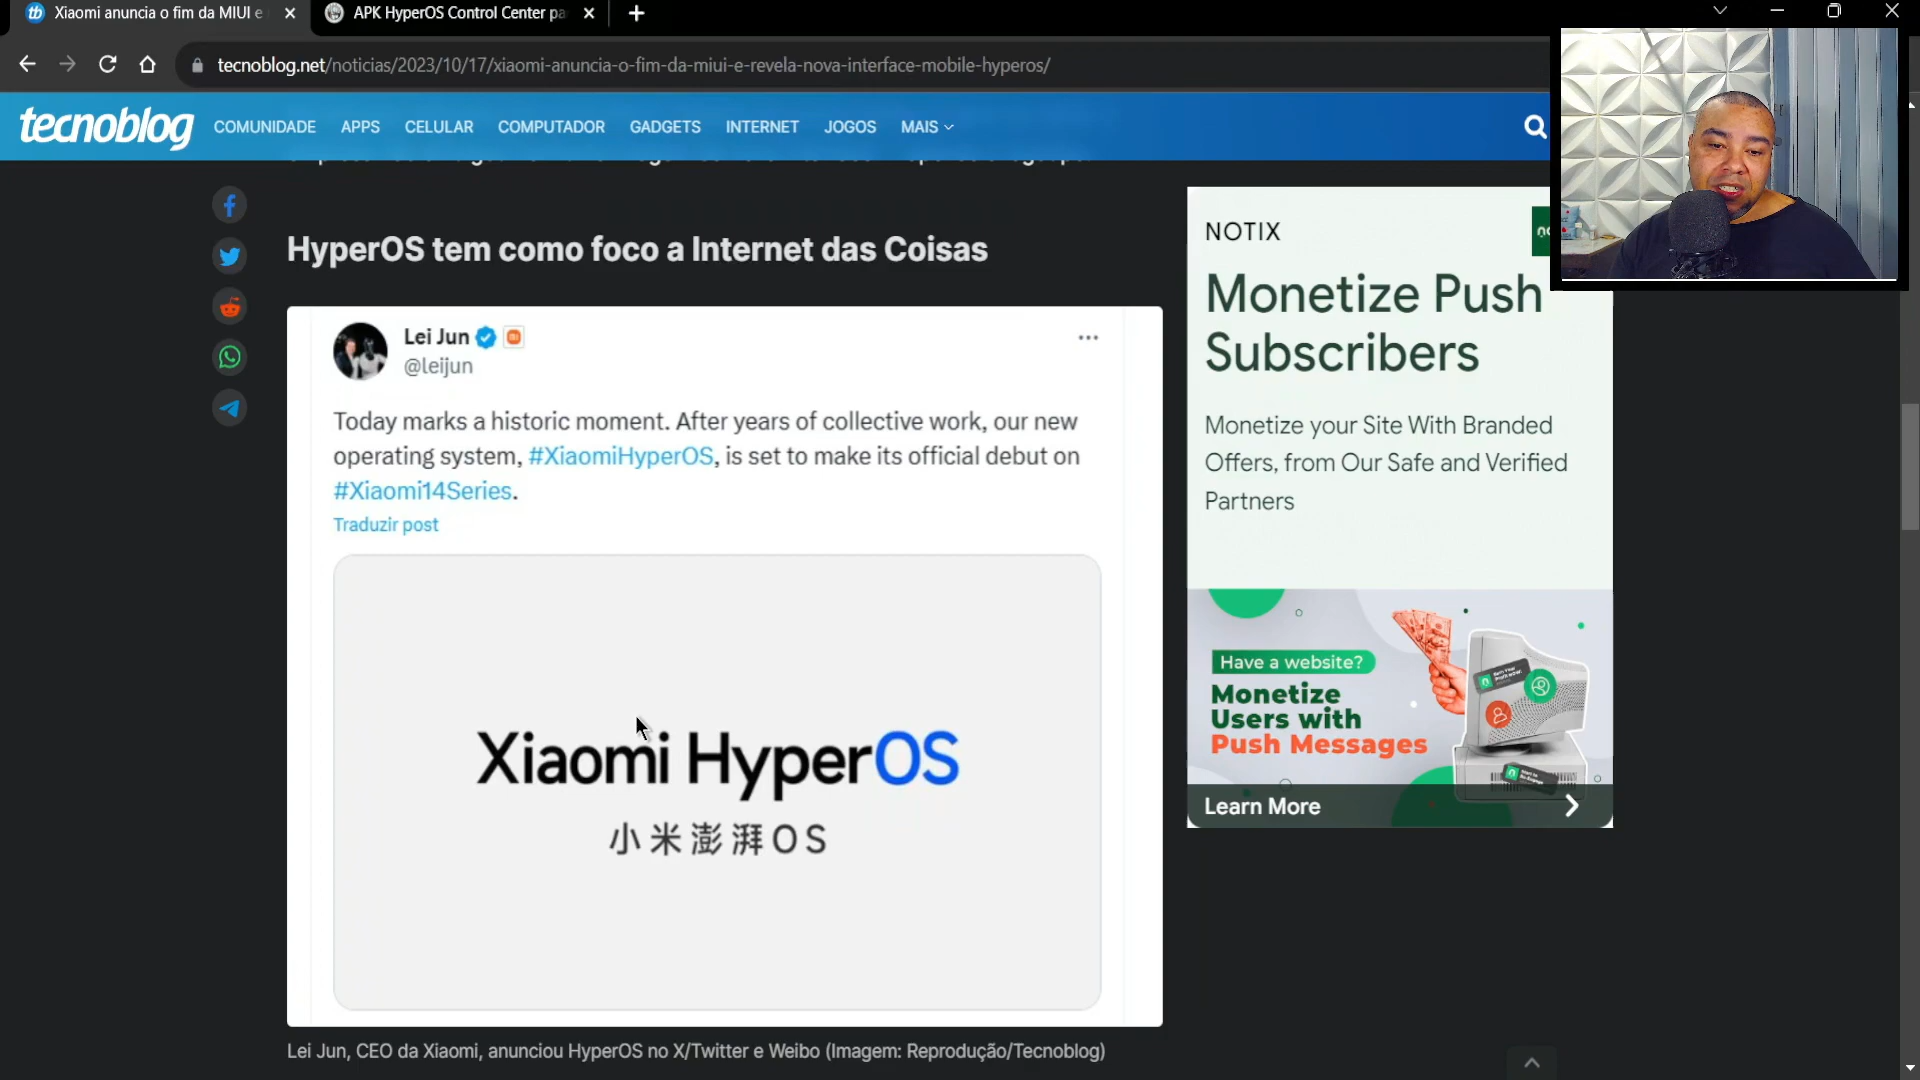 Xiaomi anuncia o fim da MIUI e
APK HyperOS Control Center pa
tecnoblog.net/noticias/2023/10/17/xiaomi-anuncia-o-fim-da-miui-e-revela-nova-interface-mobile-hyperos/
tecnoblog
COMUNIDADE APPS CELULAR COMPUTADOR GADGETS INTERNET JOGOS MAIS
HyperOS tem como foco a Internet das Coisas
Lei Jun
@leijun
Today marks a historic moment. After years of collective work, our new
operating system, #XiaomiHyperOS, is set to make its official debut on
#Xiaomi14Series.
Traduzir post
Xiaomi HyperOS
小米澎湃OS
Lei Jun, CEO da Xiaomi, anunciou HyperOS no X/Twitter e Weibo (Imagem: Reprodução/Tecnoblog)
NOTIX
Monetize Push
Subscribers
Monetize your Site With Branded
Offers, from Our Safe and Verified
Partners
Have a website?
Monetize
Users with
Push Messages
Learn More